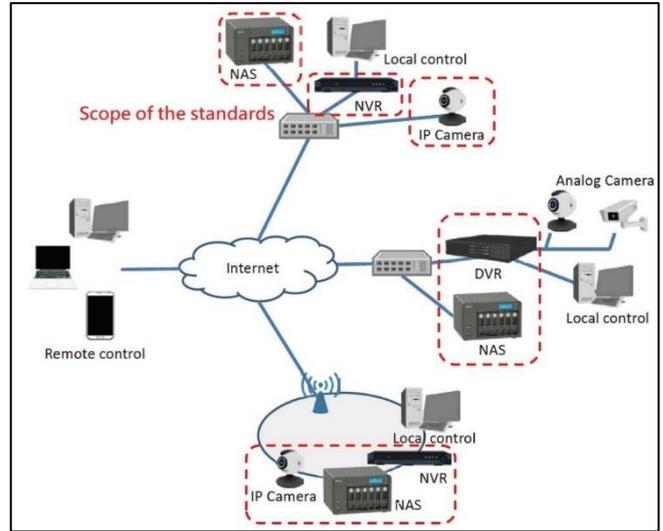 NAS
Local control
NVR
Scope of the standards
IP Camera
Analog Camera
Internet
DVR
Local control
Remote control
NAS
Local control
NVR
IP Camera
NAS